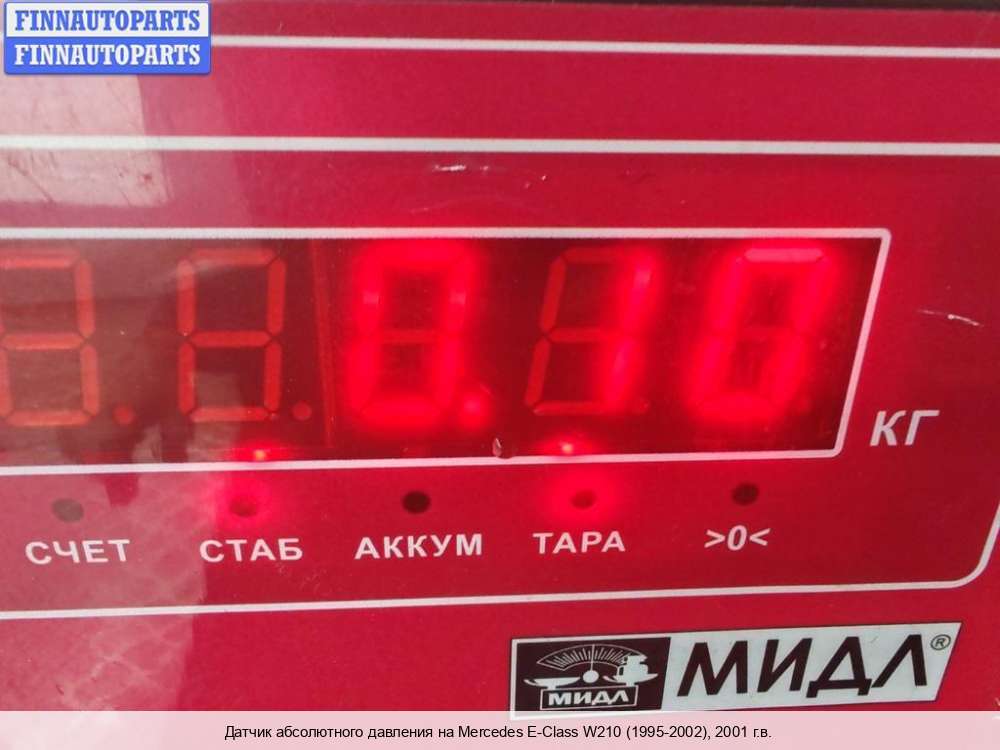 FINNAUTOPARTS
FINNAUTOPARTS
0.10
КГ
СЧЕТ СТАБ АККУМ ТАРА >0<
МИДЛ МИДЛ®
Датчик абсолютного давления на Mercedes E-Class W210 (1995-2002), 2001 г.в.